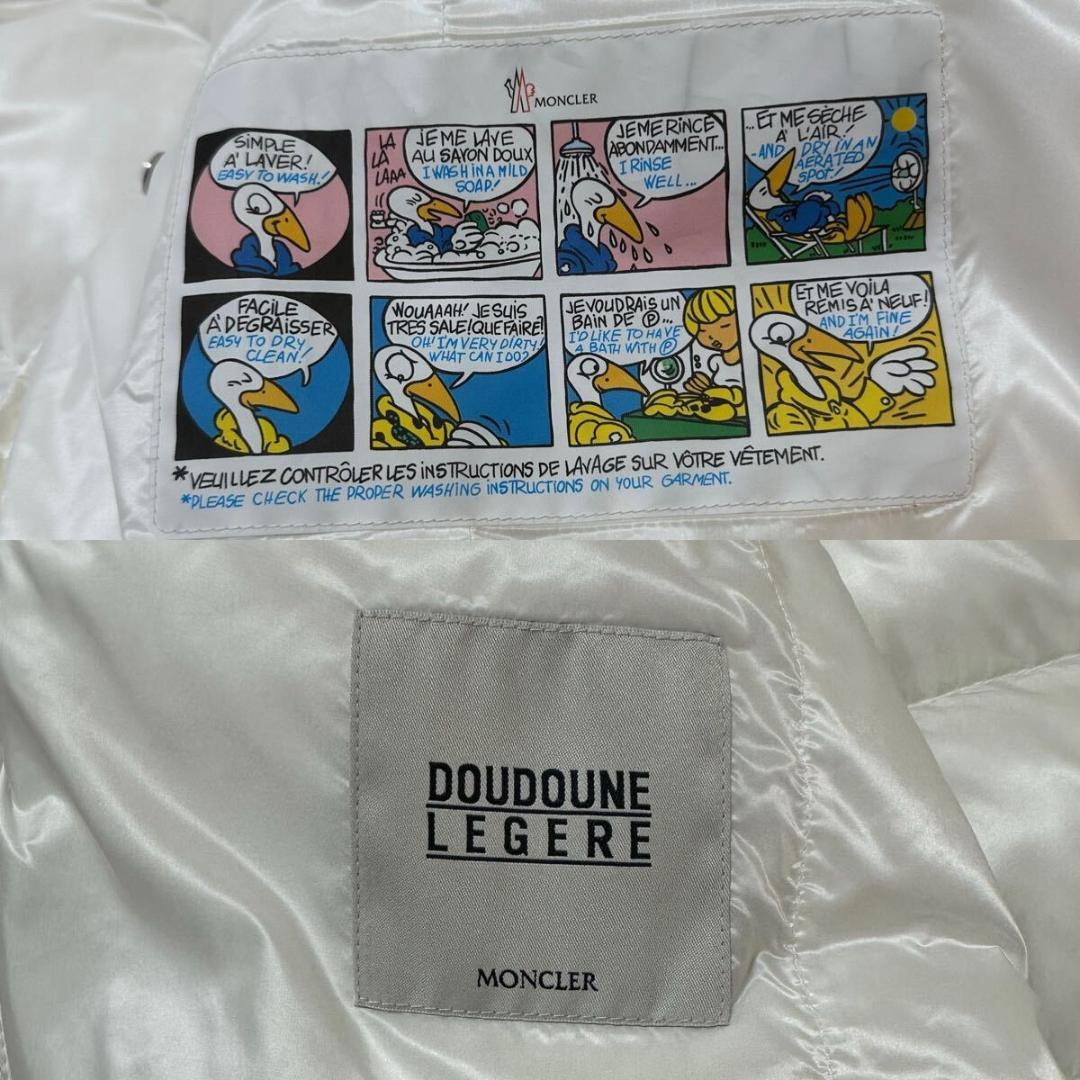 MONCLER
SIMPLE
A' LAVER!
EASY TO WASH!
LA
LA
LAAA
JE ME LAVE
AU SAVON DOUX
I WASH IN A MILD
SOAP!
JE ME RINCE
ABONDAMMENT...
I RINSE
WELL...
... ET ME SÈCHE
A' L'AIR!
- AND I DRY IN AN
AERATED
SPOT!
FACILE
A' DEGRAISSER
EASY TO DRY
CLEAN!
WOUAAAH! JE SUIS
TRES SALE! QUE FAIRE!
OH! I'M VERY DIRTY!
WHAT CAN I DO?
JE VOUDRAIS UN
BAIN DE Ⓟ...
I'D LIKE TO HAVE
A BATH WITH Ⓟ
ET ME VOILA
REMIS A' NEUF!
AND I'M FINE
AGAIN!
*VEUILLEZ CONTRÔLER LES INSTRUCTIONS DE LAVAGE SUR VÔTRE VÊTEMENT.
*PLEASE CHECK THE PROPER WASHING INSTRUCTIONS ON YOUR GARMENT.
DOUDOUNE
LEGERE
MONCLER